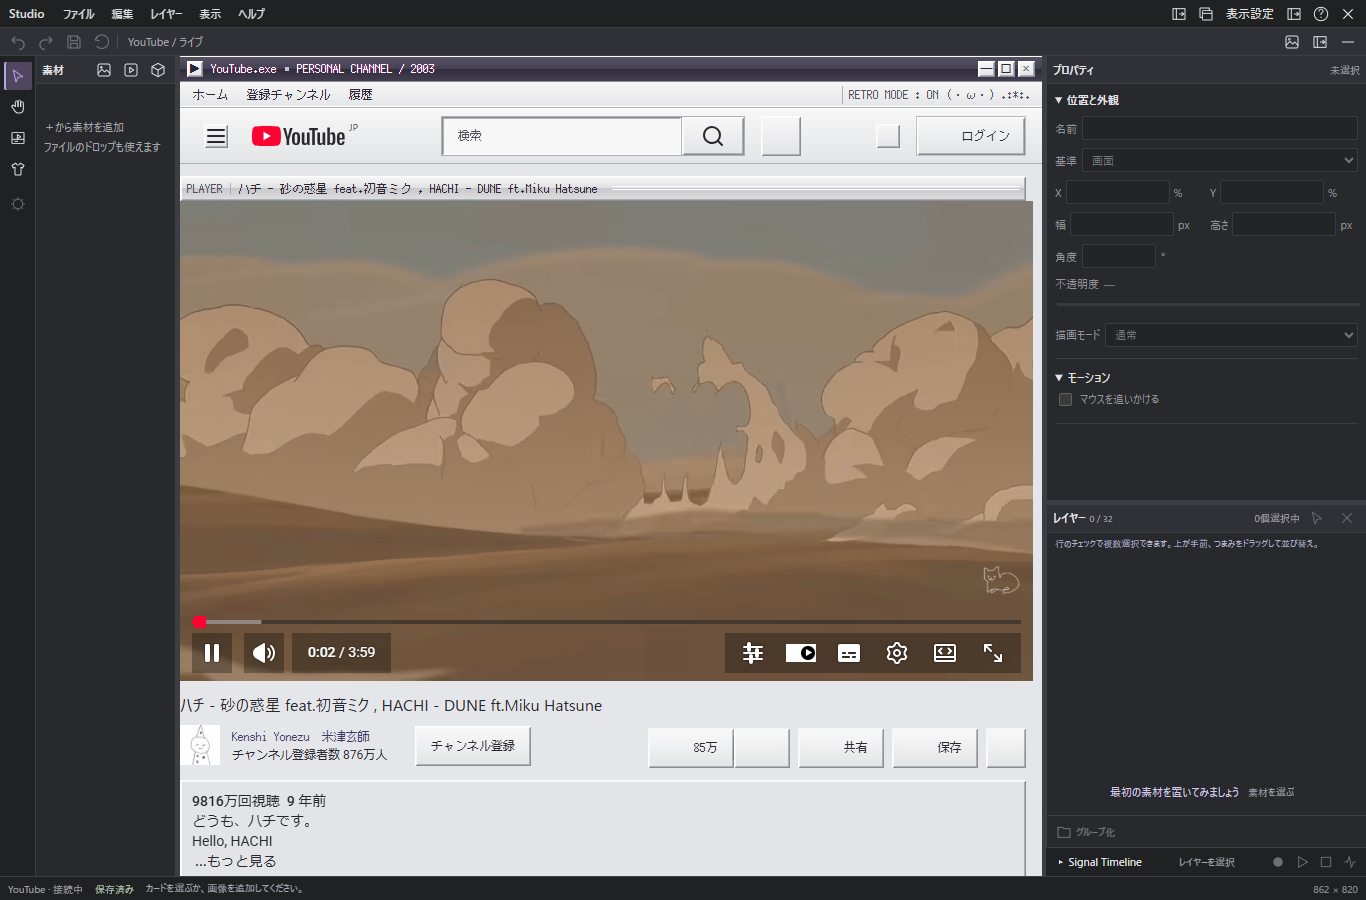 Studio ファイル 編集 レイヤー 表示 ヘルプ 表示設定
YouTube / ライブ
素材
＋から素材を追加
ファイルのドロップも使えます
YouTube.exe ▪ PERSONAL CHANNEL / 2003
ホーム 登録チャンネル 履歴 RETRO MODE : ON (・ω・) .:*:.
YouTube JP 検索 ログイン
PLAYER ハチ - 砂の惑星 feat.初音ミク , HACHI - DUNE ft.Miku Hatsune
0:02 / 3:59
ハチ - 砂の惑星 feat.初音ミク , HACHI - DUNE ft.Miku Hatsune
Kenshi Yonezu 米津玄師
チャンネル登録者数 876万人
チャンネル登録 85万 共有 保存
9816万回視聴 9 年前
どうも、ハチです。
Hello, HACHI
...もっと見る
プロパティ 未選択
▼ 位置と外観
名前
基準 画面
X % Y %
幅 px 高さ px
角度 °
不透明度 —
描画モード 通常
▼ モーション
マウスを追いかける
レイヤー 0 / 32 0個選択中
行のチェックで複数選択できます。上が手前、つまみをドラッグして並び替え。
最初の素材を置いてみましょう 素材を選ぶ
グループ化
Signal Timeline レイヤーを選択
YouTube · 接続中 保存済み カードを選ぶか、画像を追加してください。 862 × 820